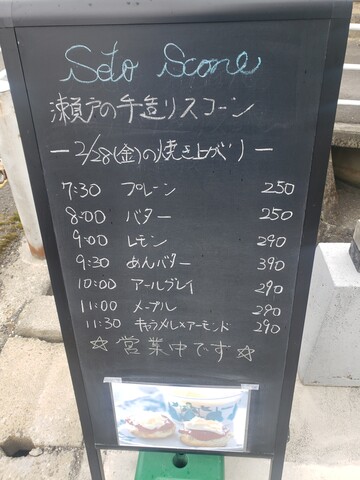 Seto Scone
瀬戸の手造りスコーン
ー2/28(金)の焼き上がりー
7:30 プレーン 250
8:00 バター 250
9:00 レモン 290
9:30 あんバター 390
10:00 アールグレイ 290
11:00 メープル 290
11:30 キャラメル×アーモンド 290
☆営業中です☆